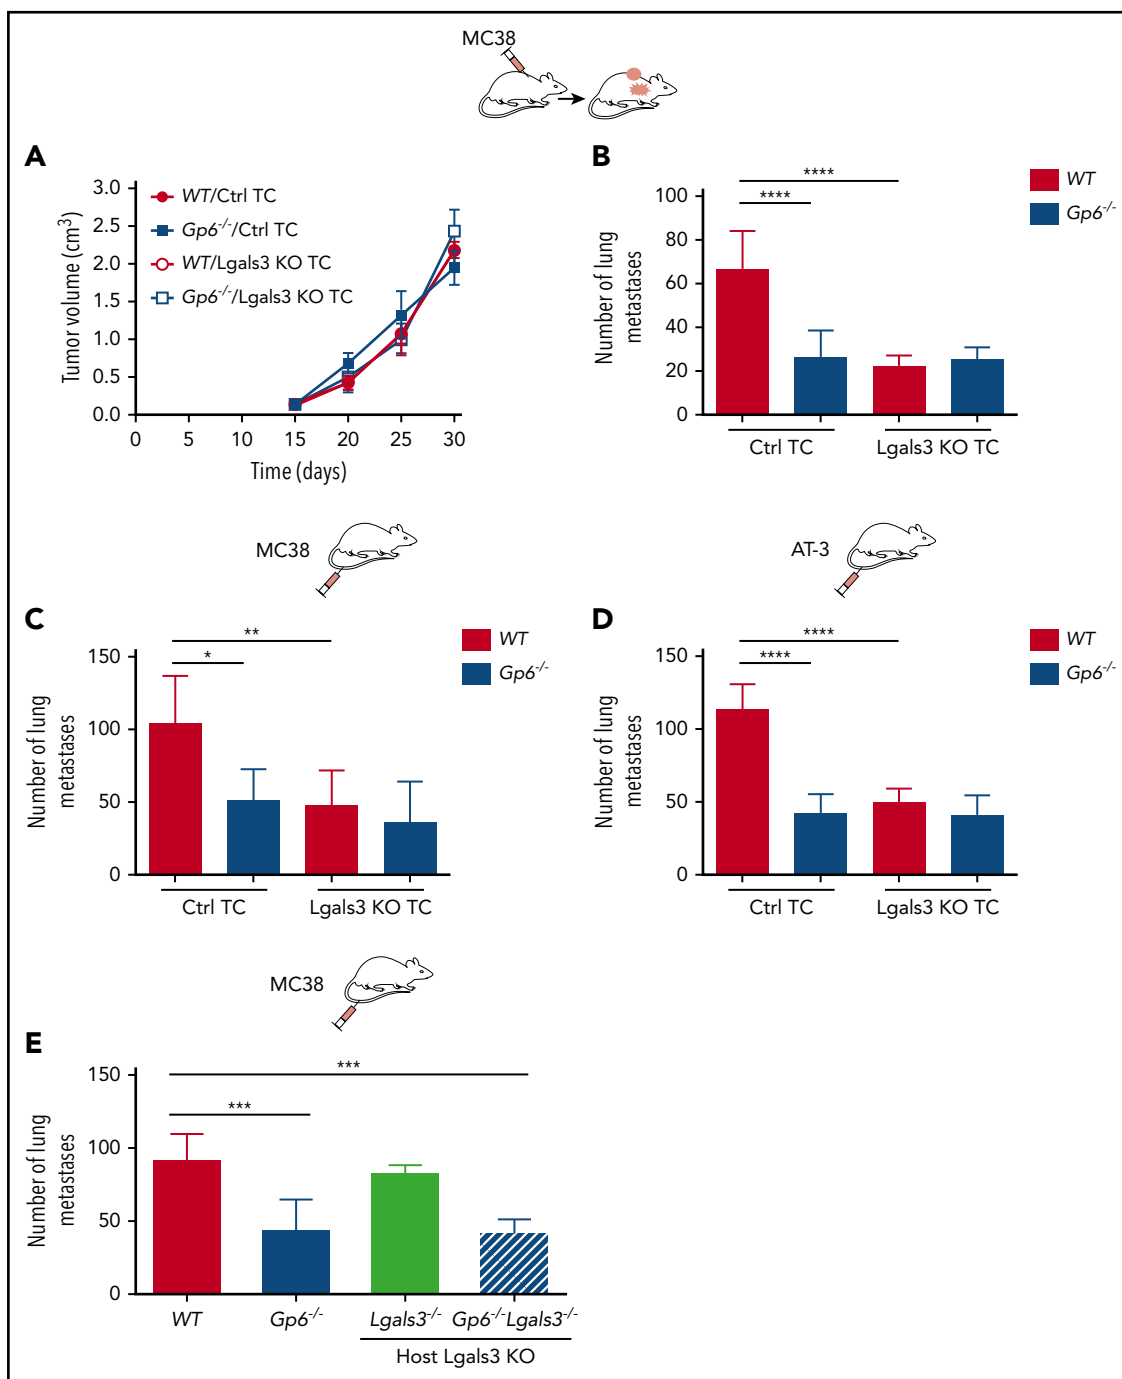 MC38
A
Tumor volume (cm³)
3.0
2.5
2.0
1.5
1.0
0.5
0.0
WT/Ctrl TC
Gp6-/-/Ctrl TC
WT/Lgals3 KO TC
Gp6-/-/Lgals3 KO TC
0 5 10 15 20 25 30
Time (days)
B
Number of lung
metastases
100
80
60
40
20
0
****
****
WT
Gp6-/-
Ctrl TC Lgals3 KO TC
MC38
C
Number of lung
metastases
150
100
50
0
**
*
WT
Gp6-/-
Ctrl TC Lgals3 KO TC
AT-3
D
Number of lung
metastases
150
100
50
0
****
****
WT
Gp6-/-
Ctrl TC Lgals3 KO TC
MC38
E
Number of lung
metastases
150
100
50
0
***
***
WT Gp6-/- Lgals3-/- Gp6-/-Lgals3-/-
Host Lgals3 KO